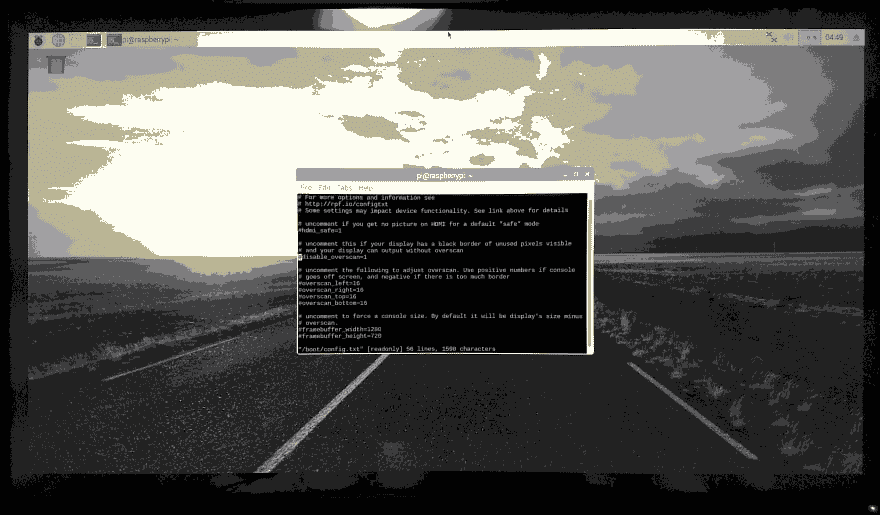 pi@raspberrypi: ~
04:49
pi@raspberrypi: ~
File Edit Tabs Help
# For more options and information see
# http://rpf.io/configtxt
# Some settings may impact device functionality. See link above for details
# uncomment if you get no picture on HDMI for a default "safe" mode
#hdmi_safe=1
# uncomment this if your display has a black border of unused pixels visible
# and your display can output without overscan
#disable_overscan=1
# uncomment the following to adjust overscan. Use positive numbers if console
# goes off screen, and negative if there is too much border
#overscan_left=16
#overscan_right=16
#overscan_top=16
#overscan_bottom=16
# uncomment to force a console size. By default it will be display's size minus
# overscan.
#framebuffer_width=1280
#framebuffer_height=720
"/boot/config.txt" [readonly] 56 lines, 1590 characters